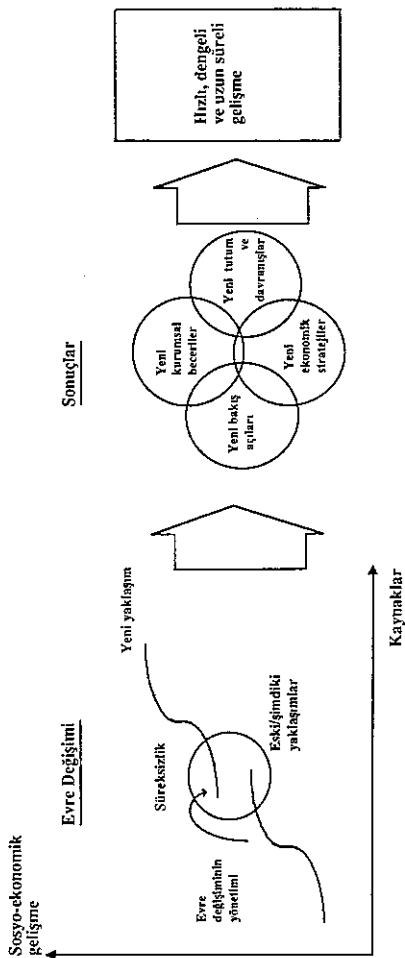 Sosyo-ekonomik
gelişme
Evre Değişimi
Yeni yaklaşım
Süreksizlik
Evre
değişiminin
yönetimi
Eski/şimdiki
yaklaşımlar
Kaynaklar
Sonuçlar
Yeni
kurumsal
beceriler
Yeni bakış
açıları
Yeni tutum
ve
davranışlar
Yeni
ekonomik
stratejiler
Hızlı, dengeli
ve uzun süreli
gelişme